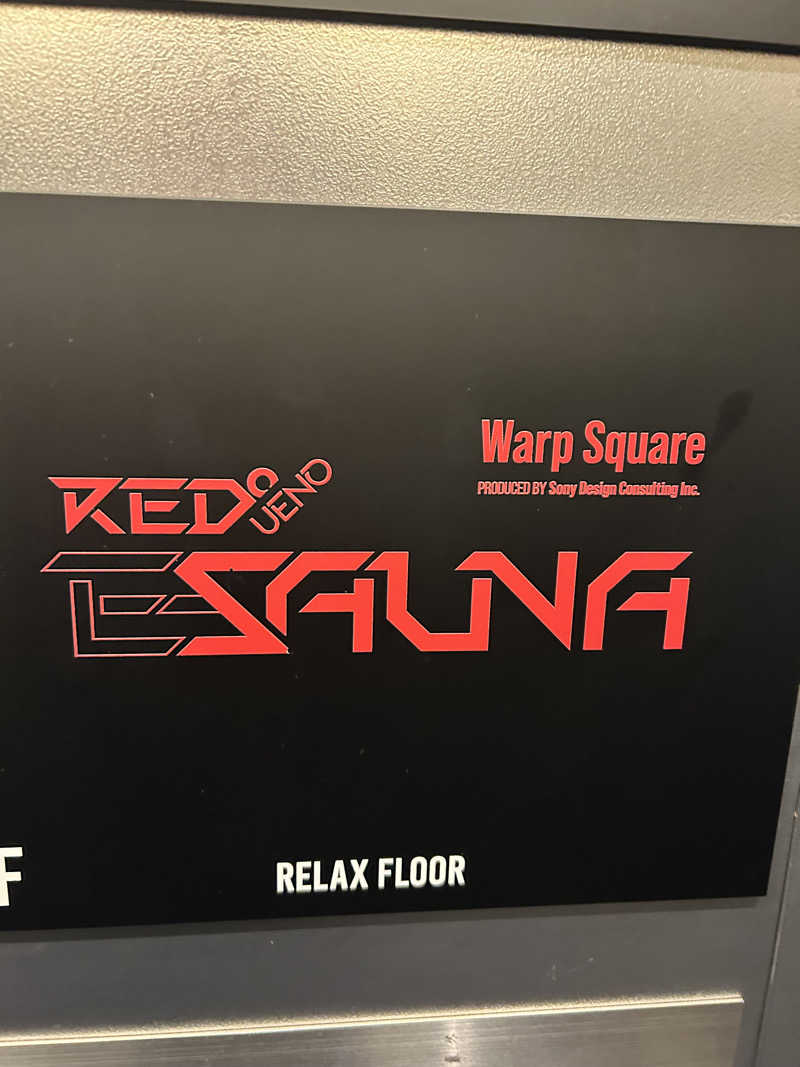 Warp Square
PRODUCED BY Sony Design Consulting Inc.
RED° UENO
E-SAUNA
F
RELAX FLOOR